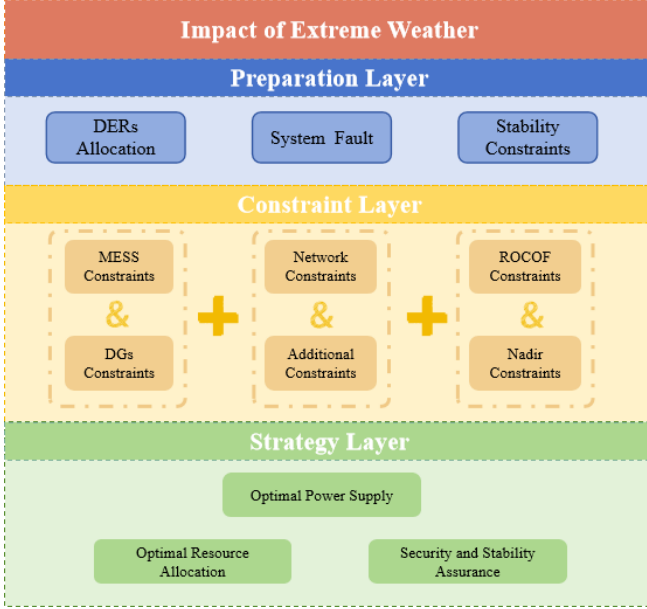 Impact of Extreme Weather
Preparation Layer
DERs
Allocation
System Fault
Stability
Constraints
Constraint Layer
MESS
Constraints
&
DGs
Constraints
+
Network
Constraints
&
Additional
Constraints
+
ROCOF
Constraints
&
Nadir
Constraints
Strategy Layer
Optimal Power Supply
Optimal Resource
Allocation
Security and Stability
Assurance